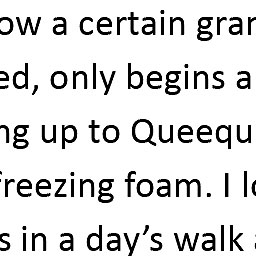 ow a certain gran
ed, only begins a
ng up to Queequ
freezing foam. I lo
s in a day’s walk a